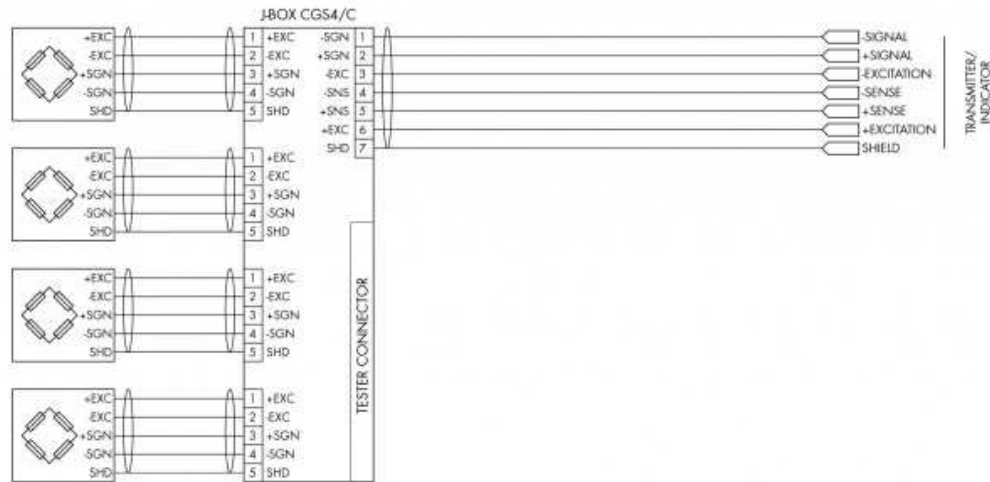 J-BOX CGS4/C
+EXC 1 +EXC -SGN 1 -SIGNAL
-EXC 2 -EXC +SGN 2 +SIGNAL
+SGN 3 +SGN -EXC 3 -EXCITATION
-SGN 4 -SGN -SNS 4 -SENSE
SHD 5 SHD +SNS 5 +SENSE
+EXC 6 +EXCITATION
SHD 7 SHIELD
TRANSMITTER/
INDICATOR
+EXC 1 +EXC
-EXC 2 -EXC
+SGN 3 +SGN
-SGN 4 -SGN
SHD 5 SHD
TESTER CONNECTOR
+EXC 1 +EXC
-EXC 2 -EXC
+SGN 3 +SGN
-SGN 4 -SGN
SHD 5 SHD
+EXC 1 +EXC
-EXC 2 -EXC
+SGN 3 +SGN
-SGN 4 -SGN
SHD 5 SHD